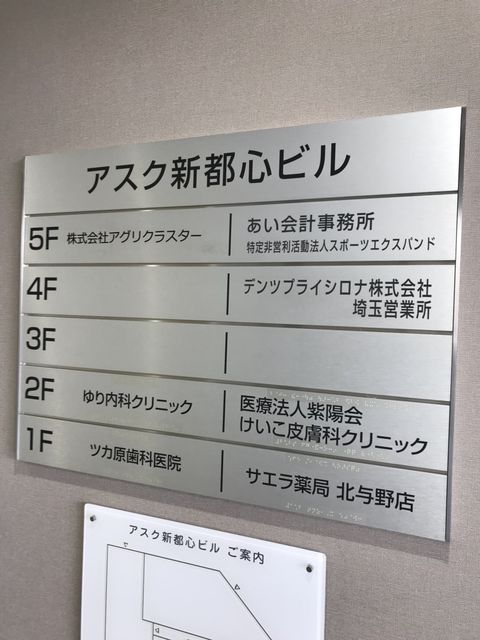 アスク新都心ビル
5F 株式会社アグリクラスター あい会計事務所
特定非営利活動法人スポーツエクスバンド
4F デンツプライシロナ株式会社
埼玉営業所
3F
2F ゆり内科クリニック 医療法人紫陽会
けいこ皮膚科クリニック
1F ツカ原歯科医院 サエラ薬局 北与野店
アスク新都心ビル ご案内